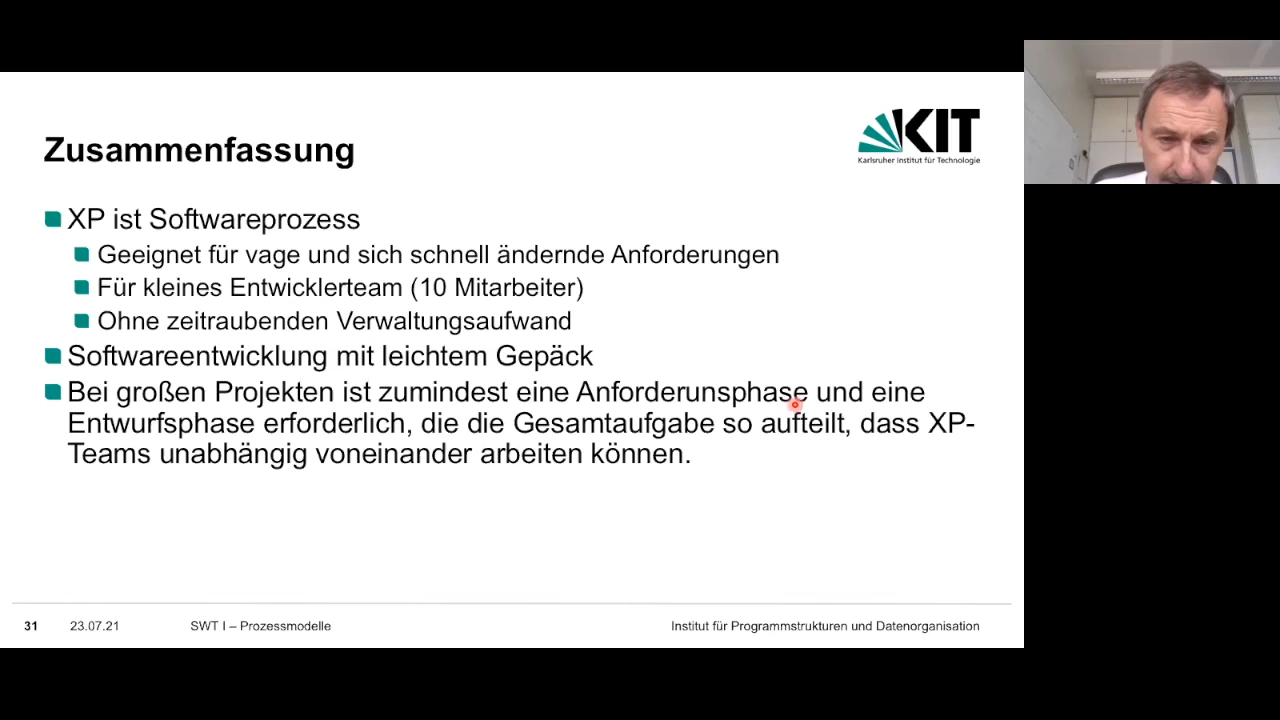 KIT
Karlsruher Institut für Technologie
Zusammenfassung
XP ist Softwareprozess
Geeignet für vage und sich schnell ändernde Anforderungen
Für kleines Entwicklerteam (10 Mitarbeiter)
Ohne zeitraubenden Verwaltungsaufwand
Softwareentwicklung mit leichtem Gepäck
Bei großen Projekten ist zumindest eine Anforderunsphase und eine
Entwurfsphase erforderlich, die die Gesamtaufgabe so aufteilt, dass XP-
Teams unabhängig voneinander arbeiten können.
31 23.07.21 SWT I – Prozessmodelle Institut für Programmstrukturen und Datenorganisation